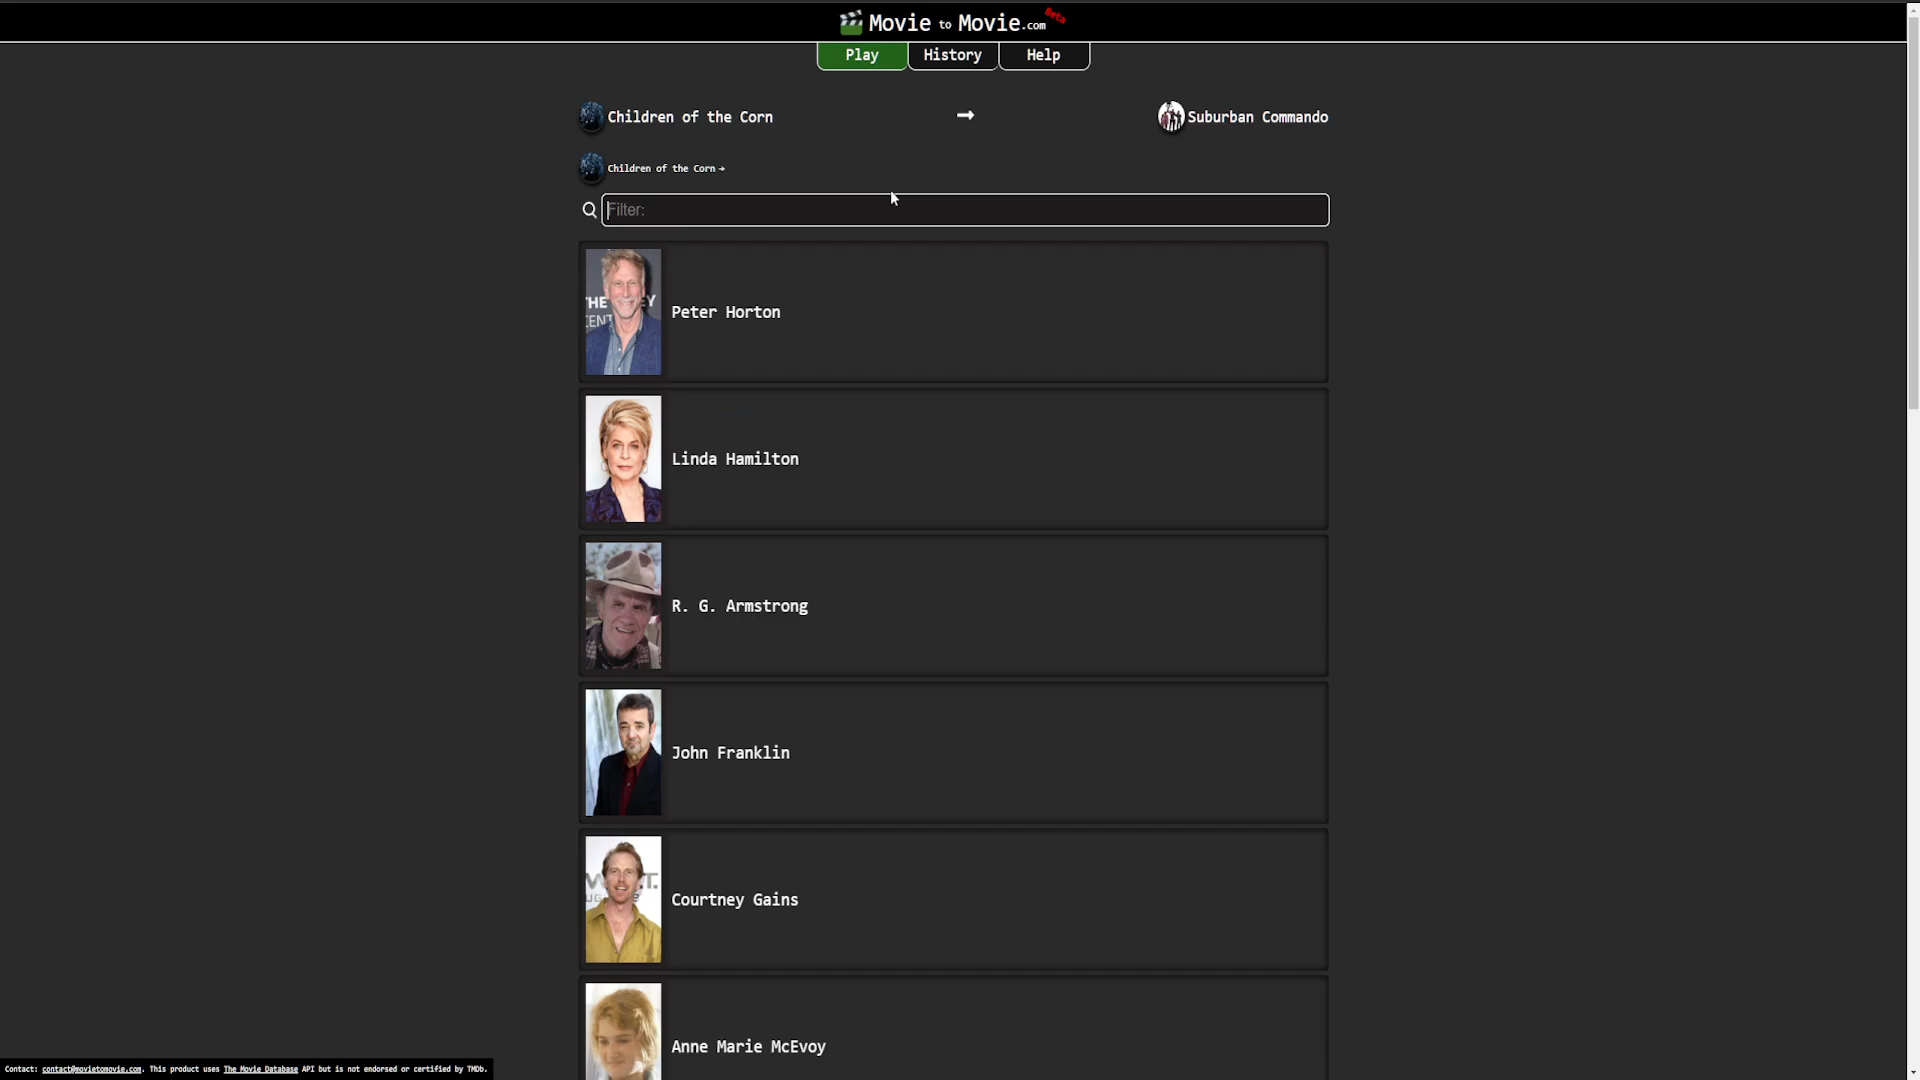 Movie to Movie.com Beta
Play History Help
Children of the Corn → Suburban Commando
Children of the Corn →
Filter:
Peter Horton
Linda Hamilton
R. G. Armstrong
John Franklin
Courtney Gains
Anne Marie McEvoy
Contact: contact@movietomovie.com. This product uses The Movie Database API but is not endorsed or certified by TMDb.